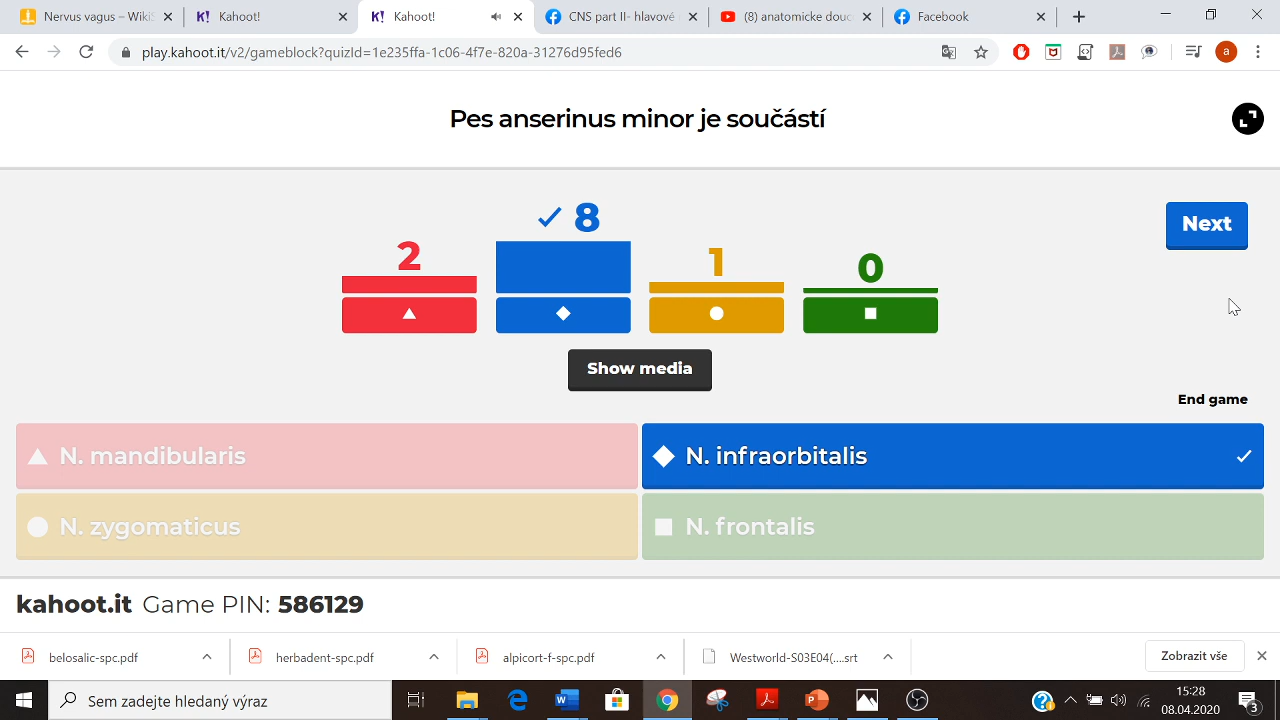 Nervus vagus – WikiS
Kahoot!
Kahoot!
CNS part II- hlavové
(8) anatomicke douc
Facebook
play.kahoot.it/v2/gameblock?quizId=1e235ffa-1c06-4f7e-820a-31276d95fed6
a
Pes anserinus minor je součástí
Next
2
8
1
0
Show media
End game
N. mandibularis
N. infraorbitalis
N. zygomaticus
N. frontalis
kahoot.it Game PIN: 586129
belosalic-spc.pdf
herbadent-spc.pdf
alpicort-f-spc.pdf
Westworld-S03E04(....srt
Zobrazit vše
Sem zadejte hledaný výraz
15:28
08.04.2020
3